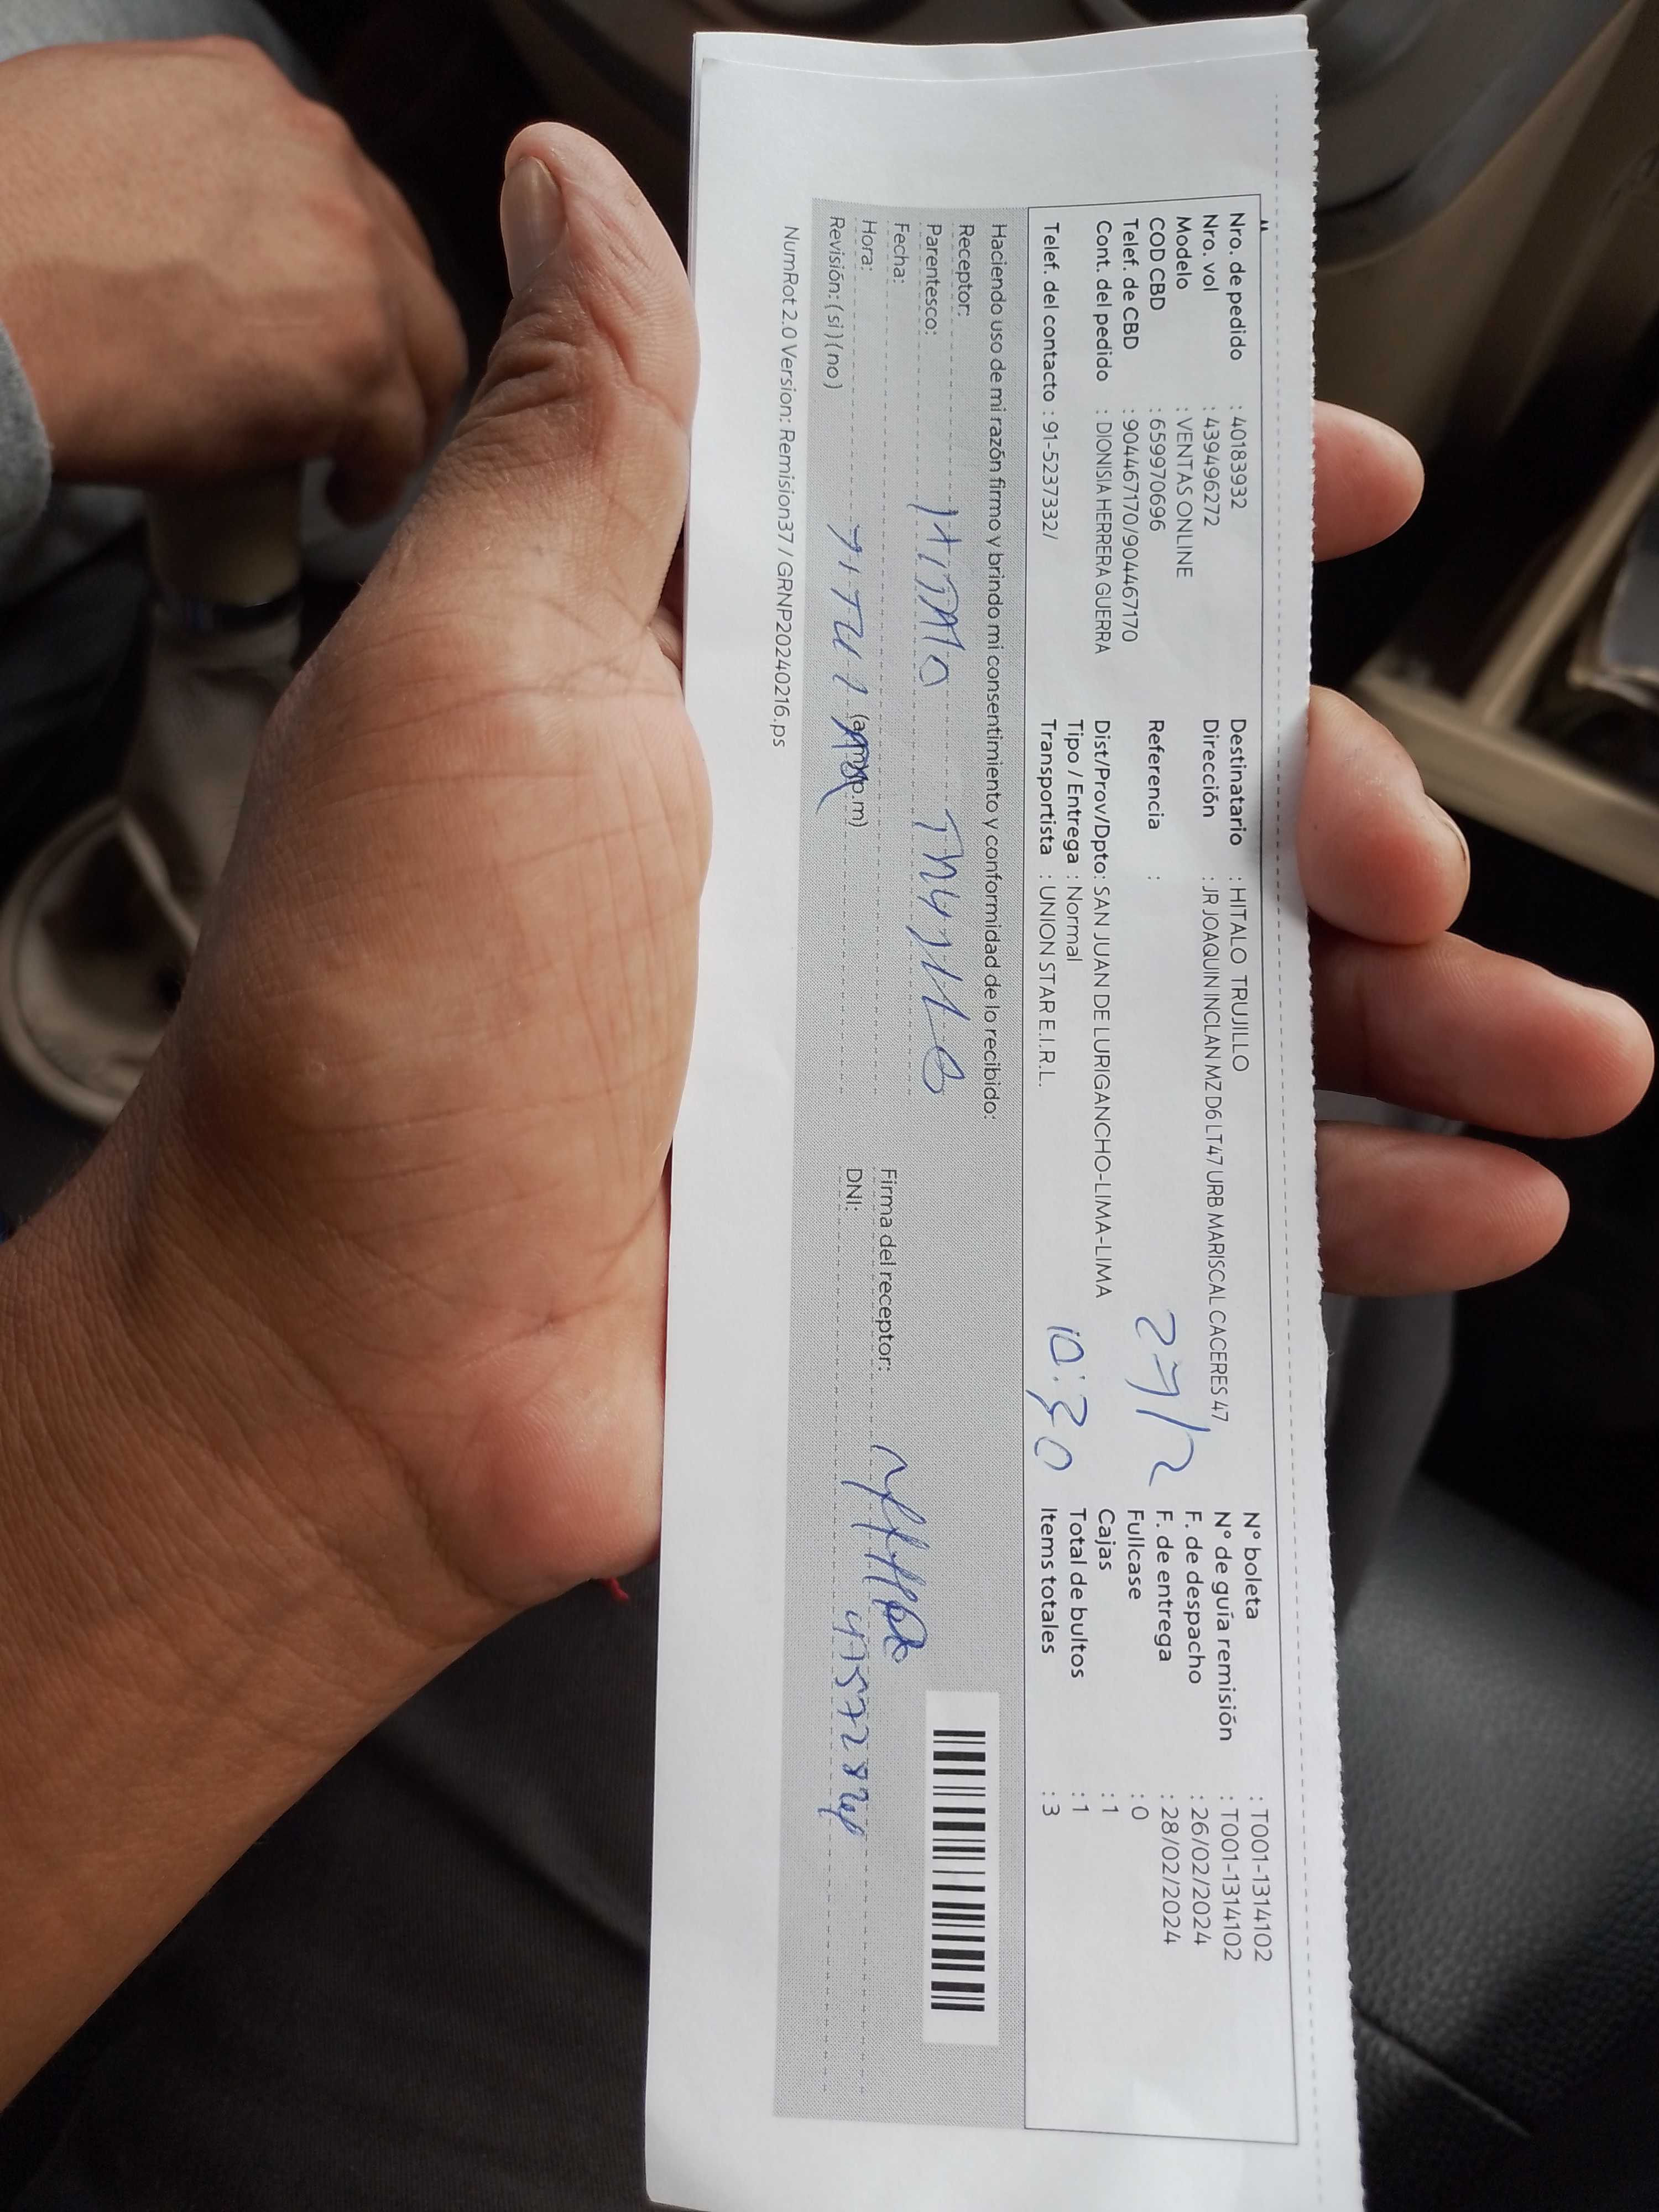 Nro. de pedido : 40183932
Nro. vol : 439496272
Modelo : VENTAS ONLINE
COD CBD : 659970696
Telef. de CBD : 904467170/904467170
Cont. del pedido : DIONISIA HERRERA GUERRA
Telef. del contacto : 91-5237332/
Destinatario : HITALO TRUJILLO
Dirección : JR JOAQUIN INCLAN MZ D6 LT47 URB MARISCAL CACERES 47
Referencia :
Dist/Prov/Dpto: SAN JUAN DE LURIGANCHO-LIMA-LIMA
Tipo / Entrega : Normal
Transportista : UNION STAR E.I.R.L.
27/2
10:30
N° boleta : T001-1314102
N° de guía remisión : T001-1314102
F. de despacho : 26/02/2024
F. de entrega : 28/02/2024
Fullcase : 0
Cajas : 1
Total de bultos : 1
Items totales : 3
Haciendo uso de mi razón firmo y brindo mi consentimiento y conformidad de lo recibido:
Receptor:
Parentesco:
Fecha:
Hora:
Revisión: (si) (no)
Firma del receptor:
DNI:
NumRot 2.0 Version: Remision37 / GRNP20240216.ps